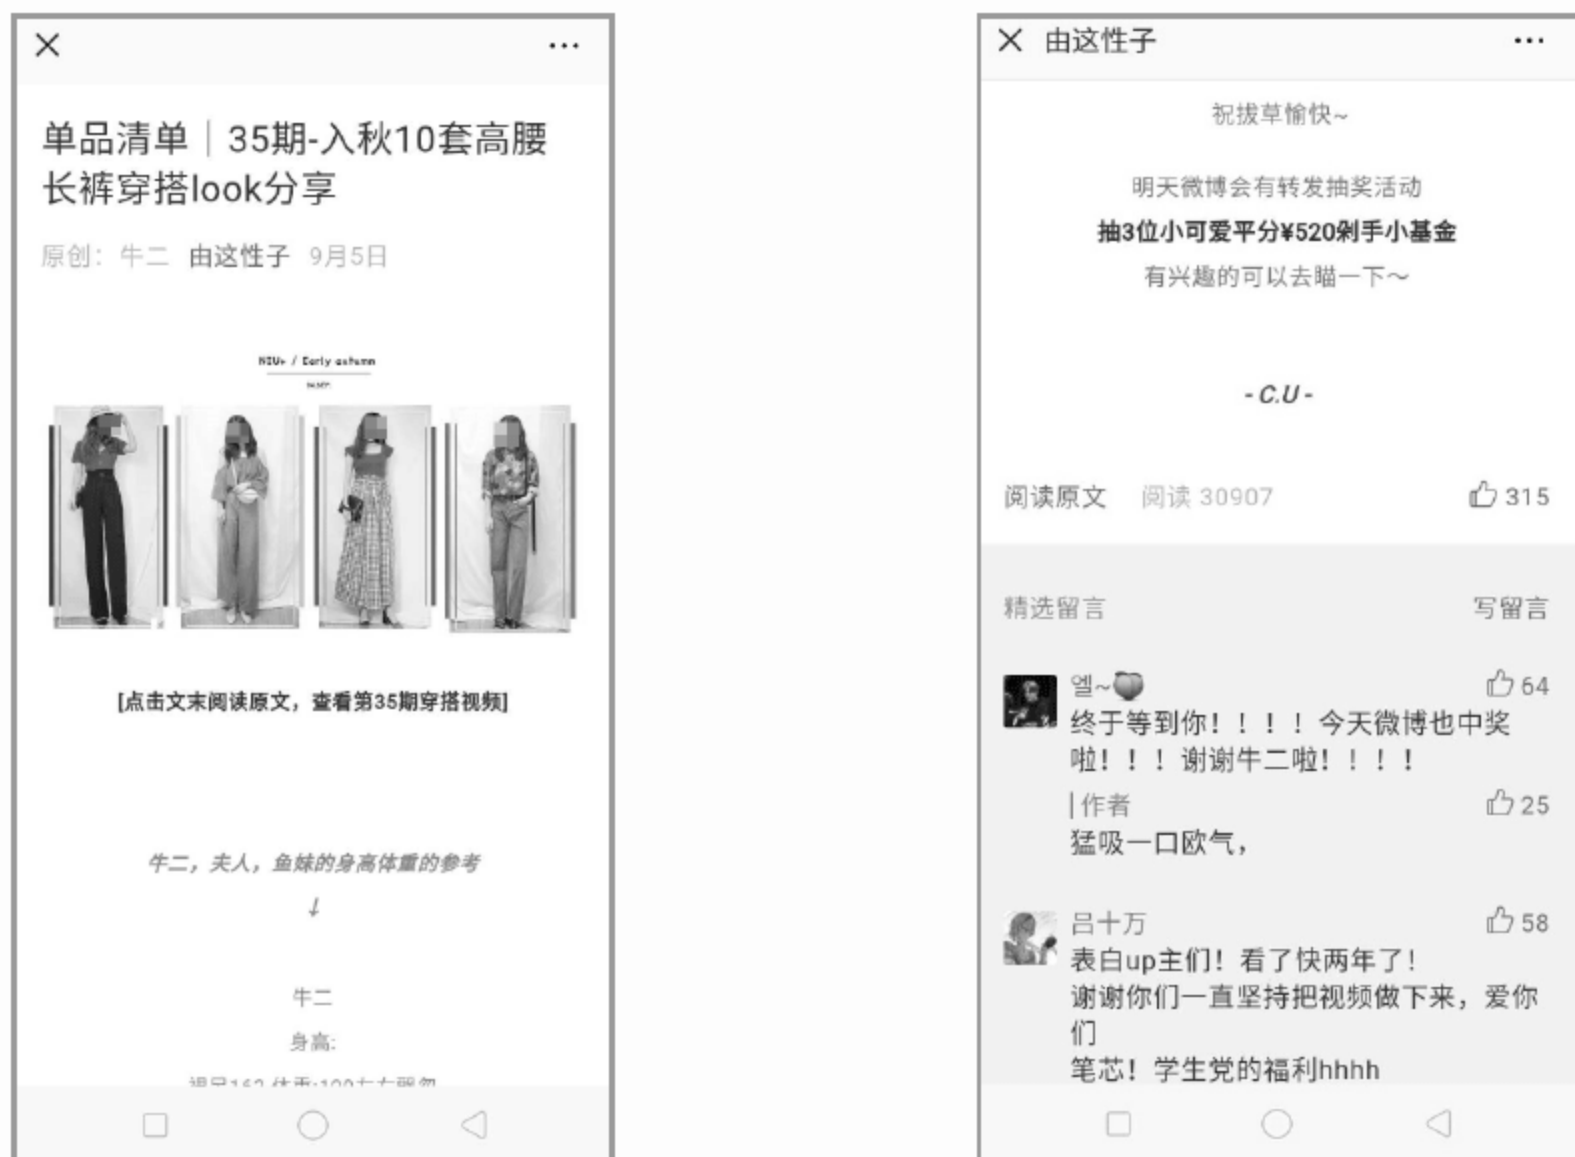 单品清单｜35期-入秋10套高腰
长裤穿搭look分享
原创：牛二 由这性子 9月5日
NIU+ / Early autumn
[点击文末阅读原文，查看第35期穿搭视频]
牛二，夫人，鱼妹的身高体重的参考
↓
牛二
身高:
由这性子
祝拔草愉快~
明天微博会有转发抽奖活动
抽3位小可爱平分¥520剁手小基金
有兴趣的可以去瞄一下～
- C.U -
阅读原文 阅读 30907 315
精选留言 写留言
엘~🍑 64
终于等到你！！！！今天微博也中奖
啦！！！谢谢牛二啦！！！！
作者 25
猛吸一口欧气，
吕十万 58
表白up主们！看了快两年了！
谢谢你们一直坚持把视频做下来，爱你
们
笔芯！学生党的福利hhhh